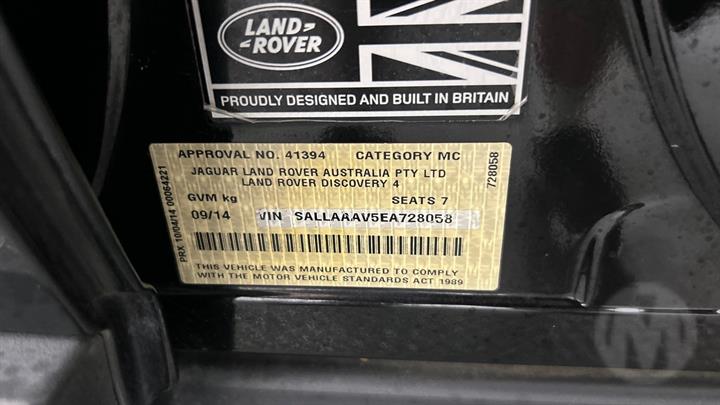 LAND
ROVER
PROUDLY DESIGNED AND BUILT IN BRITAIN
APPROVAL NO. 41394 CATEGORY MC
JAGUAR LAND ROVER AUSTRALIA PTY LTD
LAND ROVER DISCOVERY 4
GVM kg SEATS 7
09/14 VIN SALLAAAV5EA728058
THIS VEHICLE WAS MANUFACTURED TO COMPLY
WITH THE MOTOR VEHICLE STANDARDS ACT 1989
PRX 10/04/14 00064221
728058
M